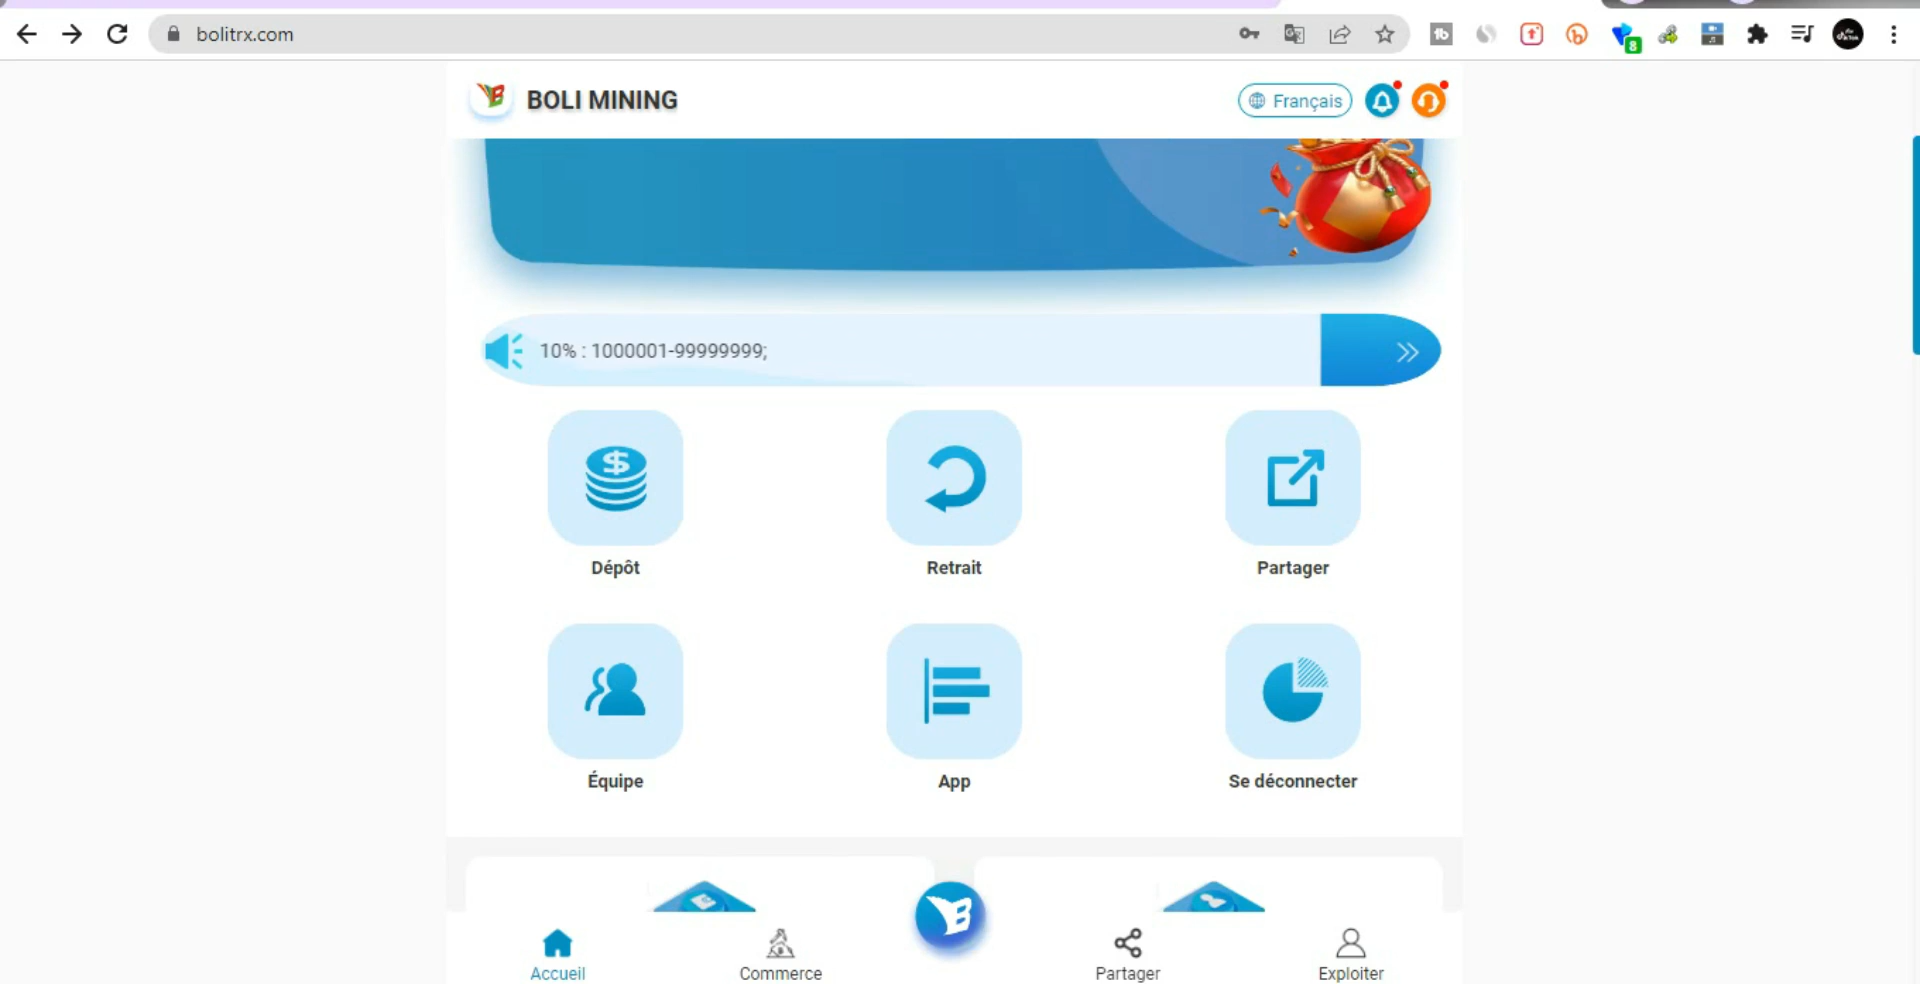 bolitrx.com
8
BOLI MINING
Français
10% : 1000001-99999999;
Dépôt
Retrait
Partager
Équipe
App
Se déconnecter
Accueil
Commerce
Partager
Exploiter